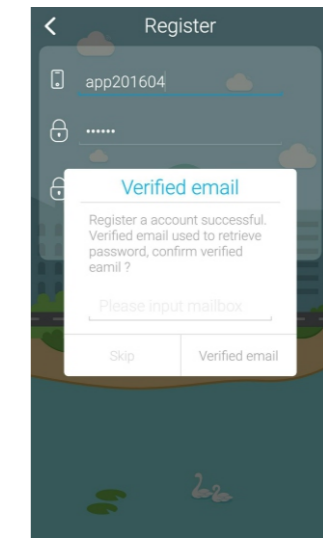 Register
app201604
••••••
Verified email
Register a account successful.
Verified email used to retrieve
password, confirm verified
eamil ?
Please input mailbox
Skip
Verified email